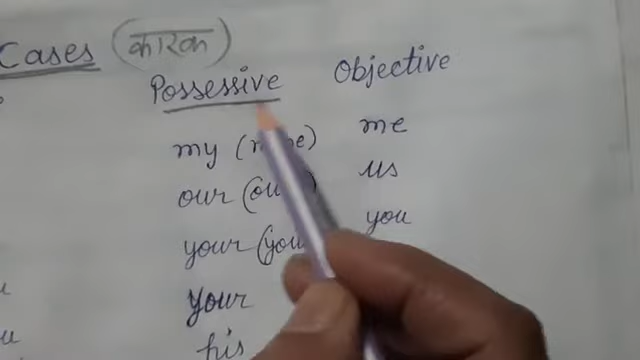 Cases (कारक)
Possessive Objective
my me
our us
your you
your
his